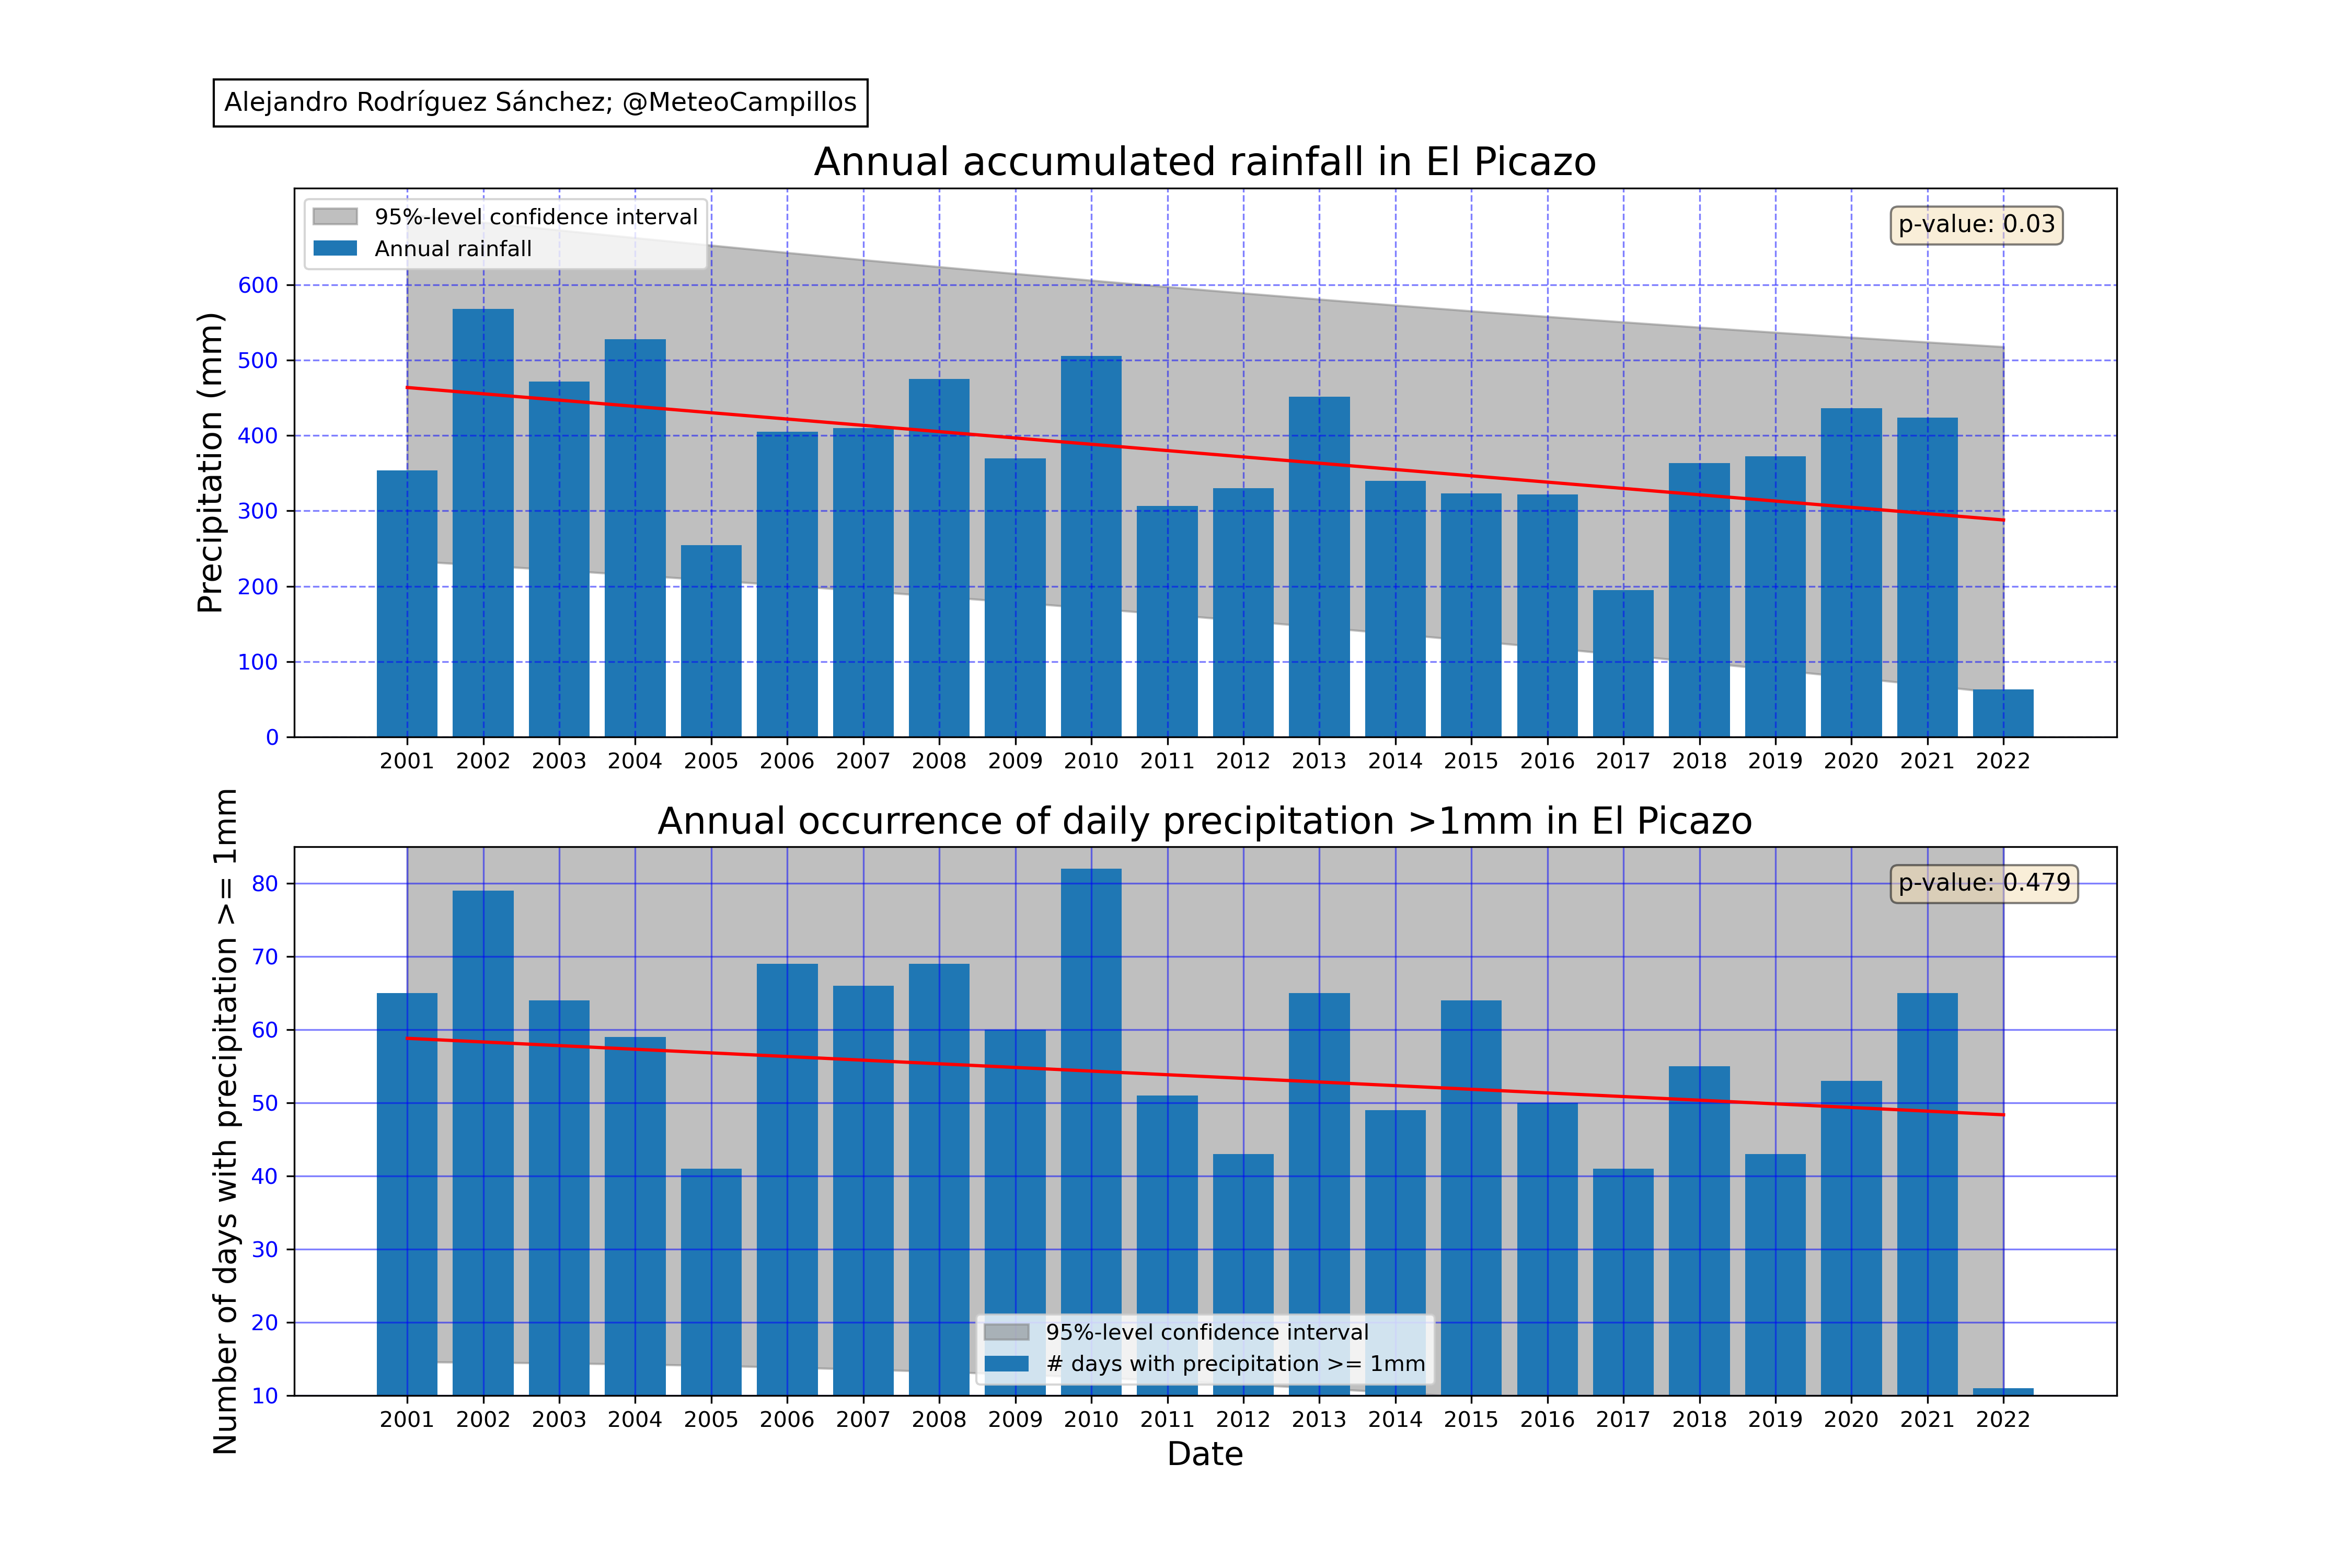 Alejandro Rodríguez Sánchez; @MeteoCampillos
Annual accumulated rainfall in El Picazo
95%-level confidence interval
Annual rainfall
p-value: 0.03
Precipitation (mm)
600
500
400
300
200
100
0
2001 2002 2003 2004 2005 2006 2007 2008 2009 2010 2011 2012 2013 2014 2015 2016 2017 2018 2019 2020 2021 2022
Annual occurrence of daily precipitation >1mm in El Picazo
p-value: 0.479
Number of days with precipitation >= 1mm
80
70
60
50
40
30
20
10
95%-level confidence interval
# days with precipitation >= 1mm
2001 2002 2003 2004 2005 2006 2007 2008 2009 2010 2011 2012 2013 2014 2015 2016 2017 2018 2019 2020 2021 2022
Date